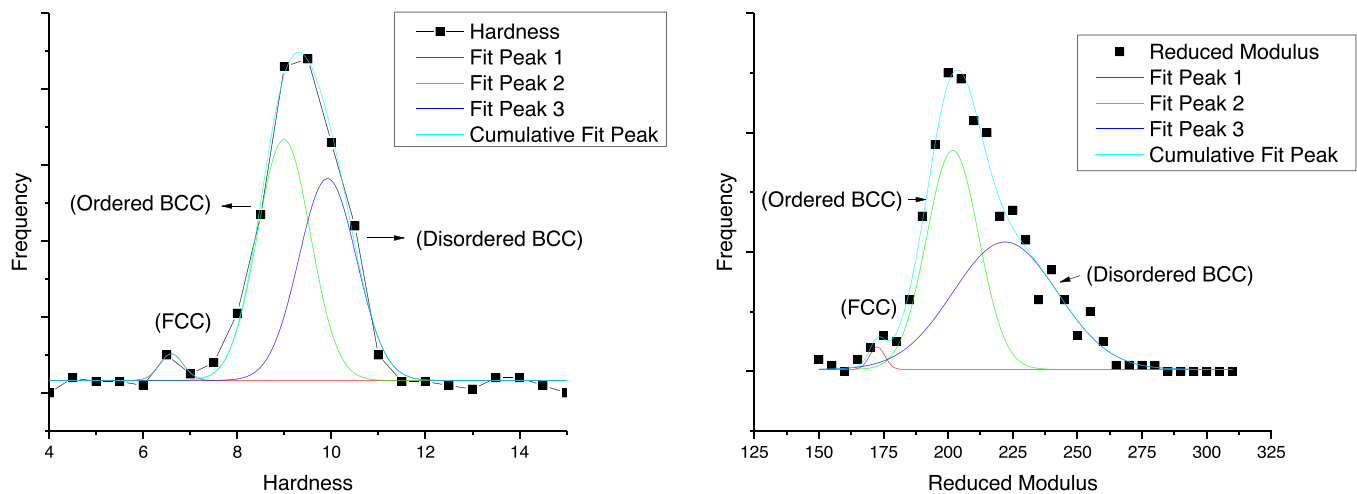 Hardness
Fit Peak 1
Fit Peak 2
Fit Peak 3
Cumulative Fit Peak
(Ordered BCC)
(Disordered BCC)
(FCC)
Frequency
4 6 8 10 12 14
Hardness
Reduced Modulus
Fit Peak 1
Fit Peak 2
Fit Peak 3
Cumulative Fit Peak
(Ordered BCC)
(Disordered BCC)
(FCC)
Frequency
125 150 175 200 225 250 275 300 325
Reduced Modulus